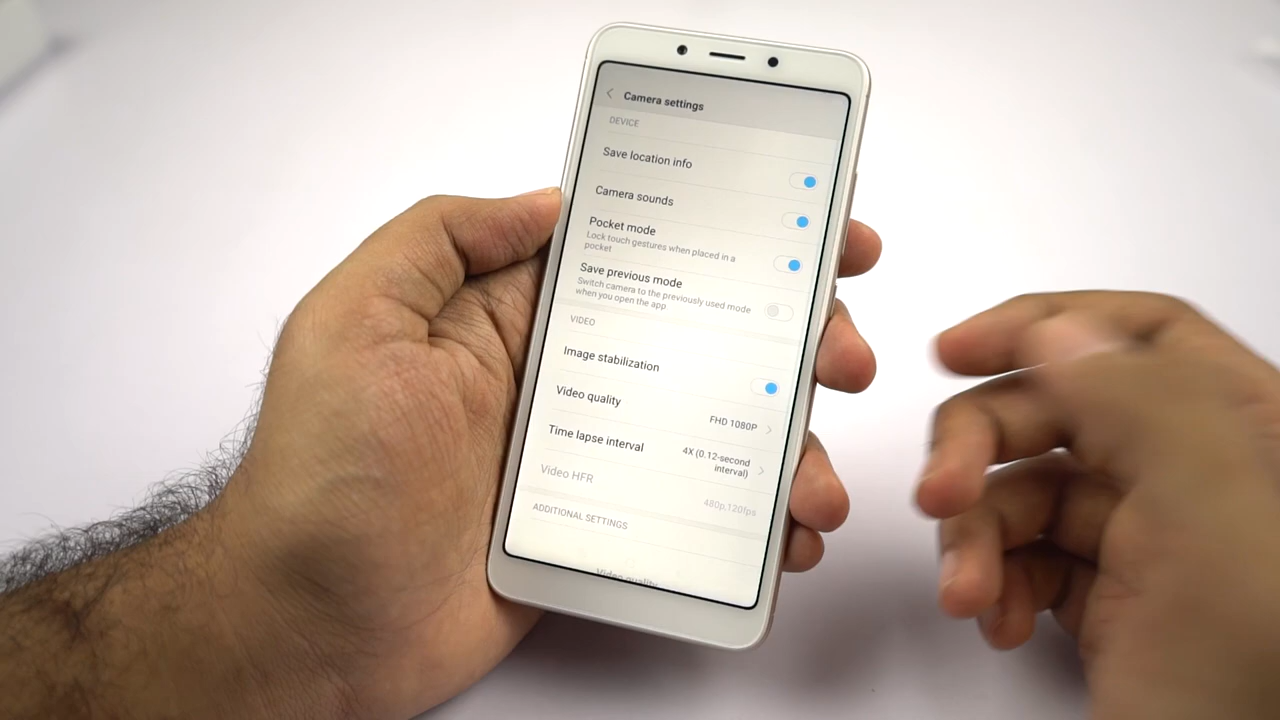 Camera settings
DEVICE
Save location info
Camera sounds
Pocket mode
Lock touch gestures when placed in a
pocket
Save previous mode
Switch camera to the previously used mode
when you open the app
VIDEO
Image stabilization
Video quality
FHD 1080P
Time lapse interval
4X (0.12-second
interval)
Video HFR
480p,120fps
ADDITIONAL SETTINGS
Video quality